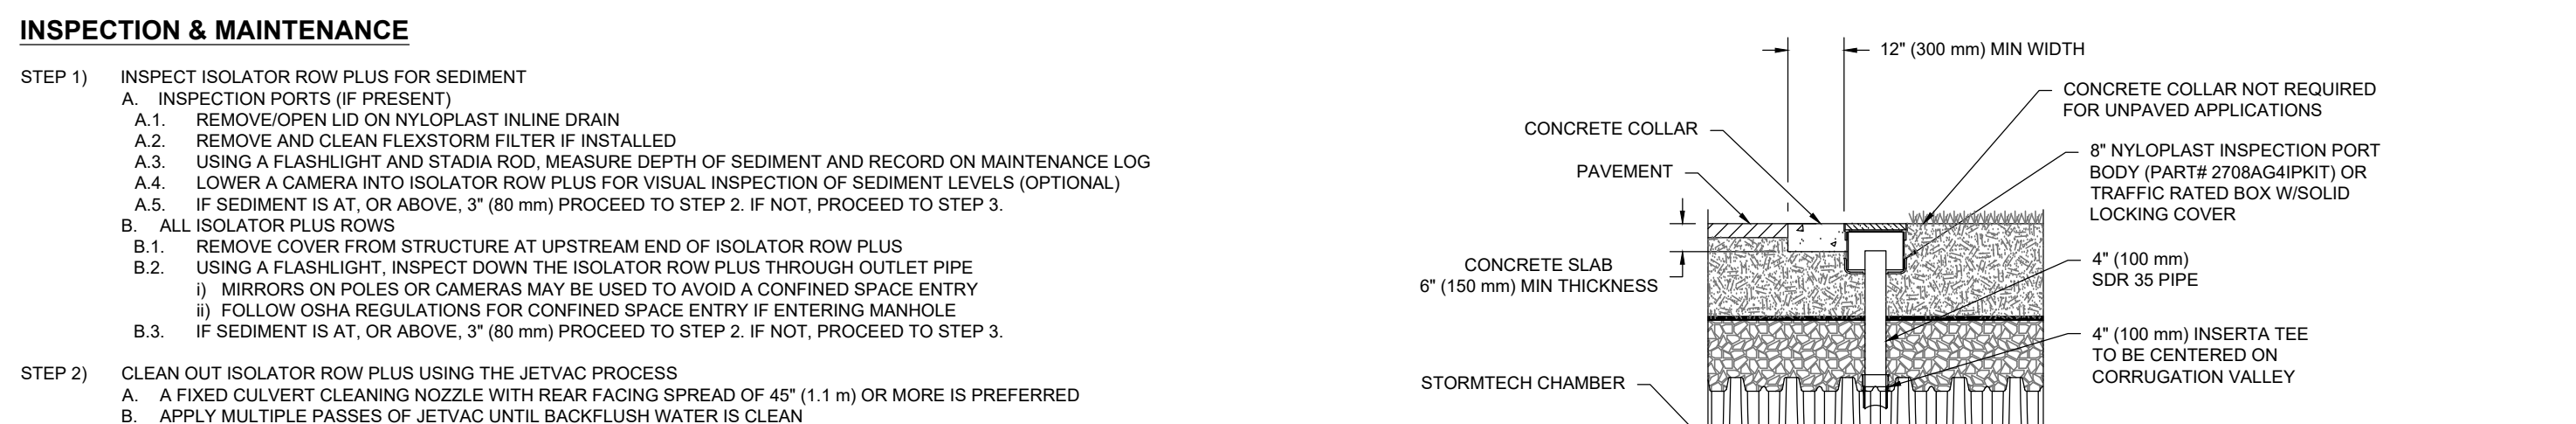 INSPECTION & MAINTENANCE
STEP 1) INSPECT ISOLATOR ROW PLUS FOR SEDIMENT
A. INSPECTION PORTS (IF PRESENT)
A.1. REMOVE/OPEN LID ON NYLOPLAST INLINE DRAIN
A.2. REMOVE AND CLEAN FLEXSTORM FILTER IF INSTALLED
A.3. USING A FLASHLIGHT AND STADIA ROD, MEASURE DEPTH OF SEDIMENT AND RECORD ON MAINTENANCE LOG
A.4. LOWER A CAMERA INTO ISOLATOR ROW PLUS FOR VISUAL INSPECTION OF SEDIMENT LEVELS (OPTIONAL)
A.5. IF SEDIMENT IS AT, OR ABOVE, 3" (80 mm) PROCEED TO STEP 2. IF NOT, PROCEED TO STEP 3.
B. ALL ISOLATOR PLUS ROWS
B.1. REMOVE COVER FROM STRUCTURE AT UPSTREAM END OF ISOLATOR ROW PLUS
B.2. USING A FLASHLIGHT, INSPECT DOWN THE ISOLATOR ROW PLUS THROUGH OUTLET PIPE
i) MIRRORS ON POLES OR CAMERAS MAY BE USED TO AVOID A CONFINED SPACE ENTRY
ii) FOLLOW OSHA REGULATIONS FOR CONFINED SPACE ENTRY IF ENTERING MANHOLE
B.3. IF SEDIMENT IS AT, OR ABOVE, 3" (80 mm) PROCEED TO STEP 2. IF NOT, PROCEED TO STEP 3.
STEP 2) CLEAN OUT ISOLATOR ROW PLUS USING THE JETVAC PROCESS
A. A FIXED CULVERT CLEANING NOZZLE WITH REAR FACING SPREAD OF 45" (1.1 m) OR MORE IS PREFERRED
B. APPLY MULTIPLE PASSES OF JETVAC UNTIL BACKFLUSH WATER IS CLEAN
12" (300 mm) MIN WIDTH
CONCRETE COLLAR
PAVEMENT
CONCRETE SLAB
6" (150 mm) MIN THICKNESS
STORMTECH CHAMBER
CONCRETE COLLAR NOT REQUIRED
FOR UNPAVED APPLICATIONS
8" NYLOPLAST INSPECTION PORT
BODY (PART# 2708AG4IPKIT) OR
TRAFFIC RATED BOX W/SOLID
LOCKING COVER
4" (100 mm)
SDR 35 PIPE
4" (100 mm) INSERTA TEE
TO BE CENTERED ON
CORRUGATION VALLEY